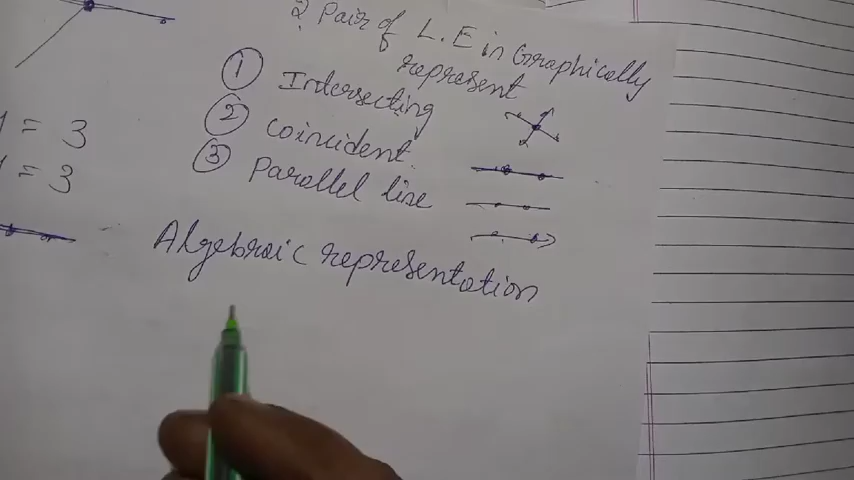 2 Pair of L.E in Graphically
represent
① Intersecting
② Coincident
③ Parallel line
Algebraic representation
= 3
= 3